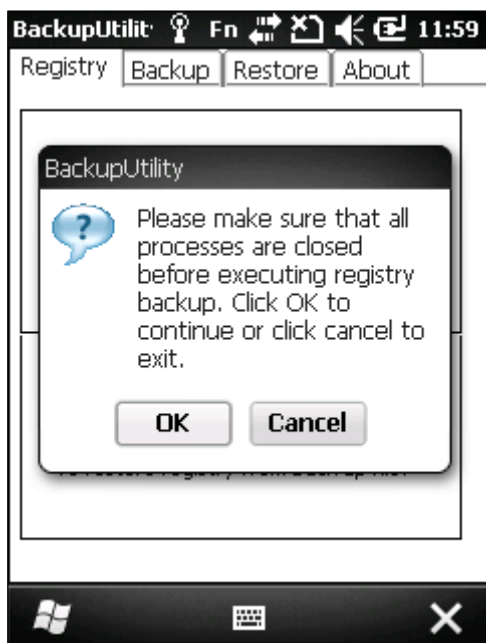 BackupUtili Fn 11:59
Registry Backup Restore About
BackupUtility
Please make sure that all
processes are closed
before executing registry
backup. Click OK to
continue or click cancel to
exit.
OK Cancel